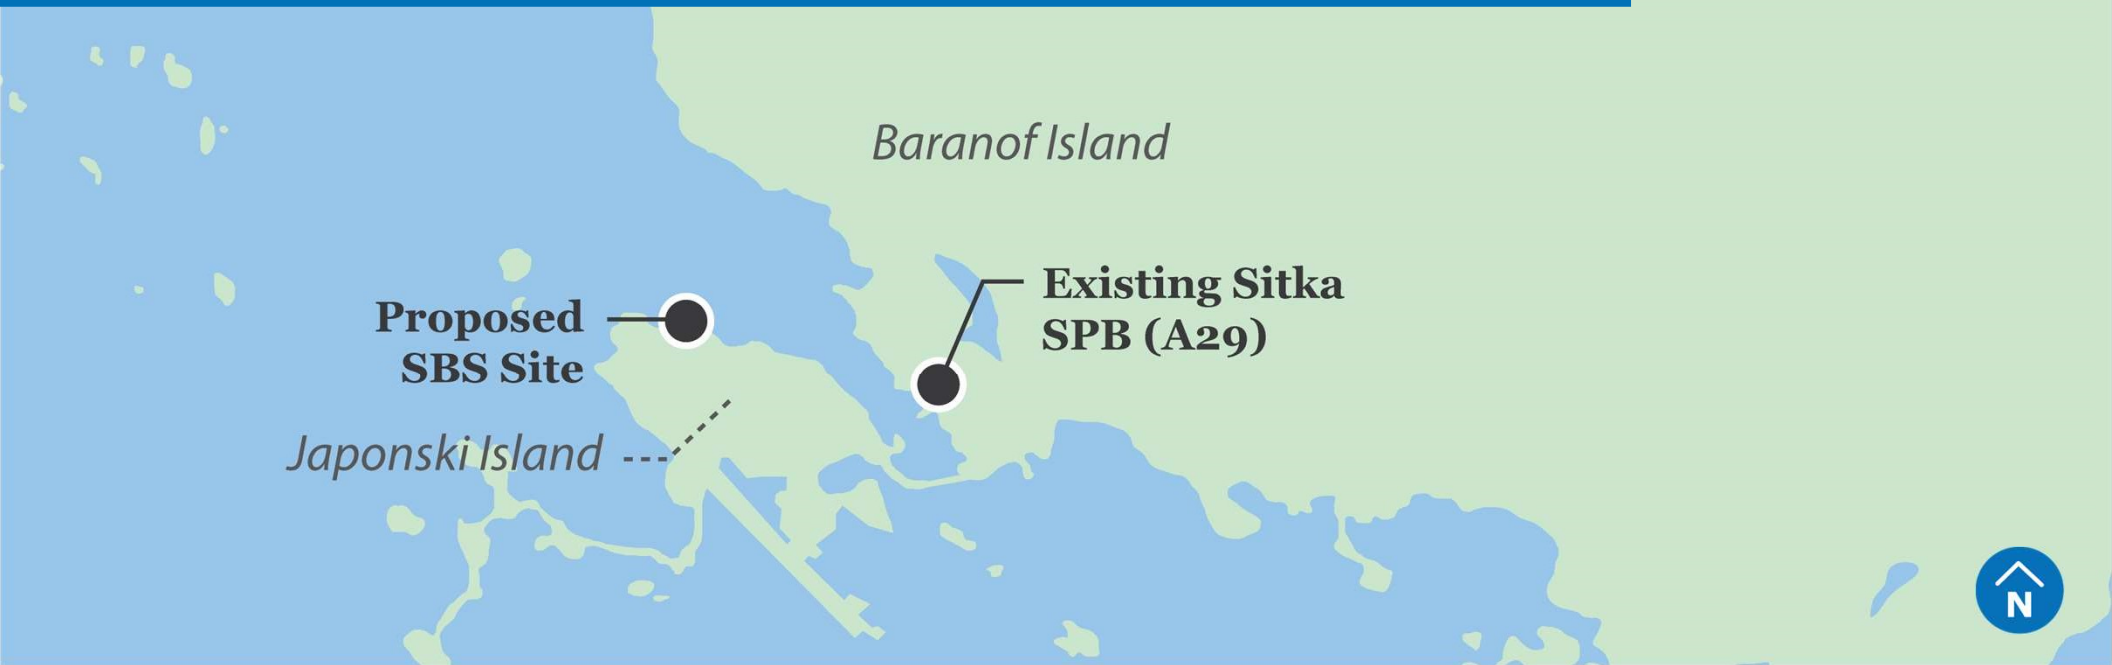 Baranof Island
Existing Sitka
SPB (A29)
Proposed
SBS Site
Japonski Island
N